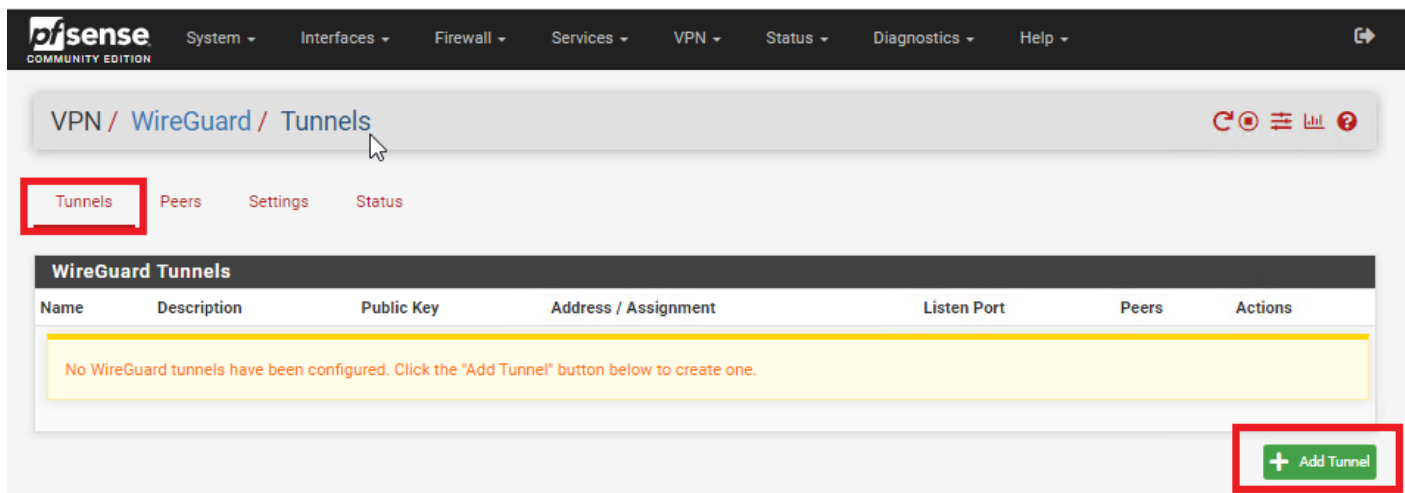 pfsense System Interfaces Firewall Services VPN Status Diagnostics Help
COMMUNITY EDITION
VPN / WireGuard / Tunnels
Tunnels Peers Settings Status
WireGuard Tunnels
Name Description Public Key Address / Assignment Listen Port Peers Actions
No WireGuard tunnels have been configured. Click the "Add Tunnel" button below to create one.
Add Tunnel